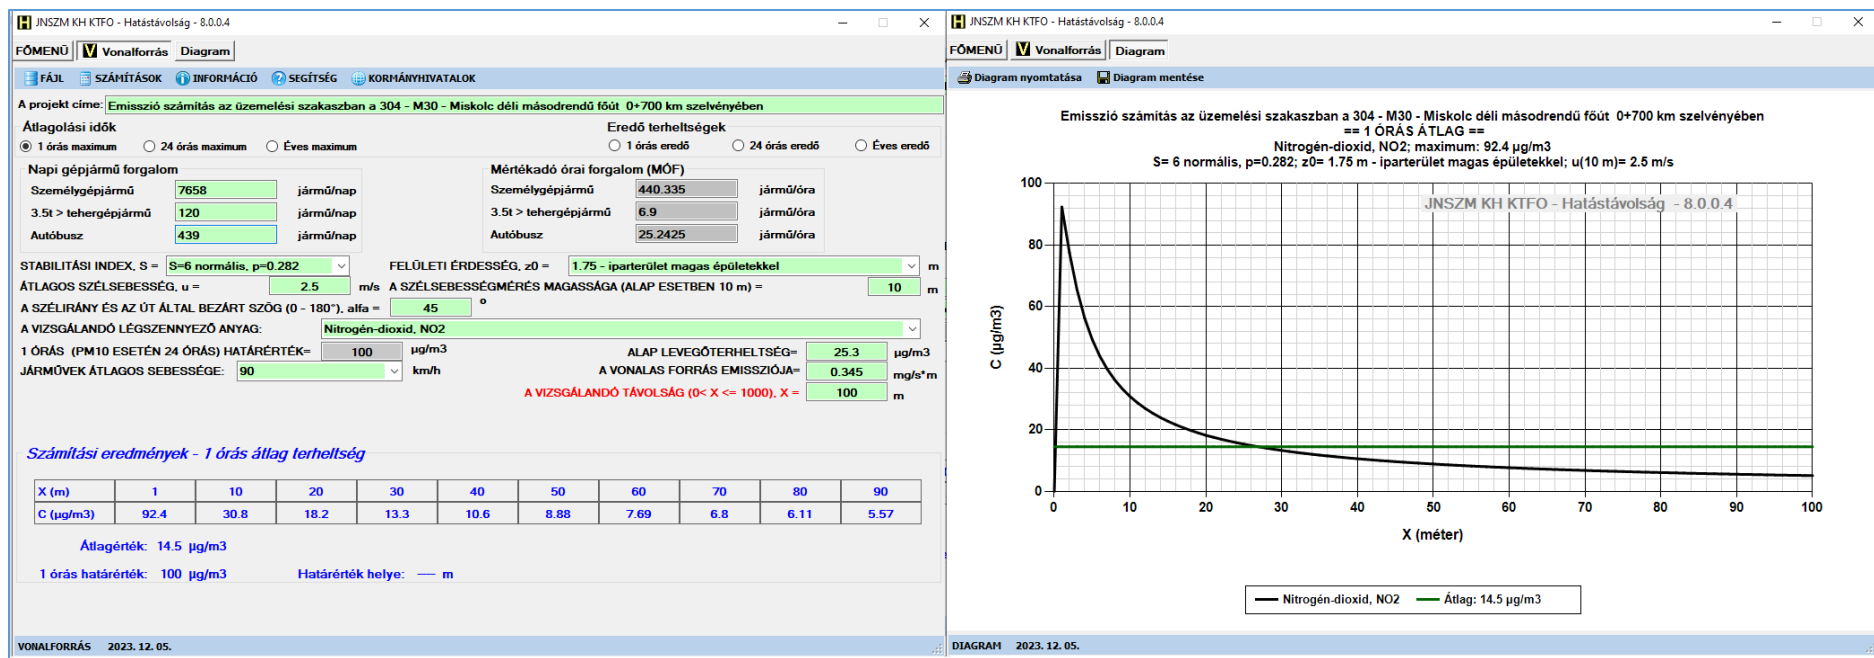 JNSZM KH KTFO - Hatástávolság - 8.0.0.4
FŐMENŰ Vonalforrás Diagram
FÁJL SZÁMÍTÁSOK INFORMÁCIÓ SEGÍTSÉG KORMÁNYHIVATALOK
A projekt címe: Emisszió számítás az üzemelési szakaszban a 304 - M30 - Miskolc déli másodrendű főút 0+700 km szelvényében
Átlagolási idők Eredő terheltségek
1 órás maximum 24 órás maximum Éves maximum 1 órás eredő 24 órás eredő Éves eredő
Napi gépjármű forgalom Mértékadó órai forgalom (MÓF)
Személygépjármű 7658 jármű/nap Személygépjármű 440.335 jármű/óra
3.5t > tehergépjármű 120 jármű/nap 3.5t > tehergépjármű 6.9 jármű/óra
Autóbusz 439 jármű/nap Autóbusz 25.2425 jármű/óra
STABILITÁSI INDEX, S = S=6 normális, p=0.282 FELÜLETI ÉRDESSÉG, z0 = 1.75 - iparterület magas épületekkel m
ÁTLAGOS SZÉLSEBESSÉG, u = 2.5 m/s A SZÉLSEBESSÉGMÉRÉS MAGASSÁGA (ALAP ESETBEN 10 m) = 10 m
A SZÉLIRÁNY ÉS AZ ÚT ÁLTAL BEZÁRT SZÖG (0 - 180°), alfa = 45 °
A VIZSGÁLANDÓ LÉGSZENNYEZŐ ANYAG: Nitrogén-dioxid, NO2
1 ÓRÁS (PM10 ESETÉN 24 ÓRÁS) HATÁRÉRTÉK= 100 µg/m3 ALAP LEVEGŐTERHELTSÉG= 25.3 µg/m3
JÁRMŰVEK ÁTLAGOS SEBESSÉGE: 90 km/h A VONALAS FORRÁS EMISSZIÓJA= 0.345 mg/s*m
A VIZSGÁLANDÓ TÁVOLSÁG (0< X <= 1000), X = 100 m
Számítási eredmények - 1 órás átlag terheltség
X (m) 1 10 20 30 40 50 60 70 80 90
C (µg/m3) 92.4 30.8 18.2 13.3 10.6 8.88 7.69 6.8 6.11 5.57
Átlagérték: 14.5 µg/m3
1 órás határérték: 100 µg/m3 Határérték helye: ---- m
VONALFORRÁS 2023. 12. 05.
JNSZM KH KTFO - Hatástávolság - 8.0.0.4
FŐMENŰ Vonalforrás Diagram
Diagram nyomtatása Diagram mentése
Emisszió számítás az üzemelési szakaszban a 304 - M30 - Miskolc déli másodrendű főút 0+700 km szelvényében
== 1 ÓRÁS ÁTLAG ==
Nitrogén-dioxid, NO2; maximum: 92.4 µg/m3
S= 6 normális, p=0.282; z0= 1.75 m - iparterület magas épületekkel; u(10 m)= 2.5 m/s
JNSZM KH KTFO - Hatástávolság - 8.0.0.4
100
80
60
40
20
0
C (µg/m3)
0 10 20 30 40 50 60 70 80 90 100
X (méter)
Nitrogén-dioxid, NO2 Átlag: 14.5 µg/m3
DIAGRAM 2023. 12. 05.